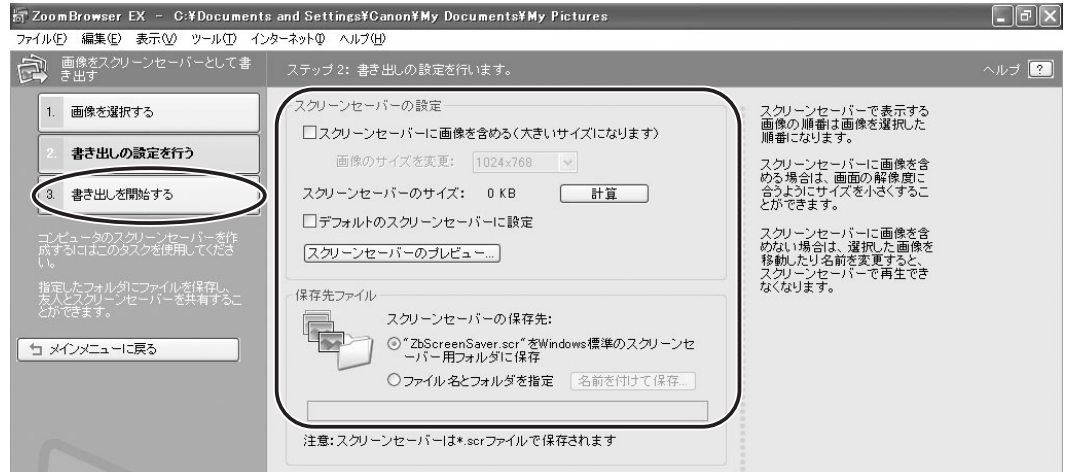 ZoomBrowser EX - C:¥Documents and Settings¥Canon¥My Documents¥My Pictures
ファイル(F) 編集(E) 表示(V) ツール(T) インターネット(I) ヘルプ(H)
画像をスクリーンセーバーとして書
き出す
ステップ2: 書き出しの設定を行います。
ヘルプ ?
1. 画像を選択する
2. 書き出しの設定を行う
3. 書き出しを開始する
コンピュータのスクリーンセーバーを作
成するにはこのタスクを使用してくださ
い。
指定したフォルダにファイルを保存し、
友人とスクリーンセーバーを共有するこ
とができます。
メインメニューに戻る
スクリーンセーバーの設定
スクリーンセーバーに画像を含める(大きいサイズになります)
画像のサイズを変更: 1024x768
スクリーンセーバーのサイズ: 0 KB 計算
デフォルトのスクリーンセーバーに設定
スクリーンセーバーのプレビュー...
保存先ファイル
スクリーンセーバーの保存先:
"ZbScreenSaver.scr"をWindows標準のスクリーンセ
ーバー用フォルダに保存
ファイル名とフォルダを指定 名前を付けて保存...
注意:スクリーンセーバーは*.scrファイルで保存されます
スクリーンセーバーで表示する
画像の順番は画像を選択した
順番になります。
スクリーンセーバーに画像を含
める場合は、画面の解像度に
合うようにサイズを小さくするこ
とができます。
スクリーンセーバーに画像を含
めない場合は、選択した画像を
移動したり名前を変更すると、
スクリーンセーバーで再生でき
なくなります。